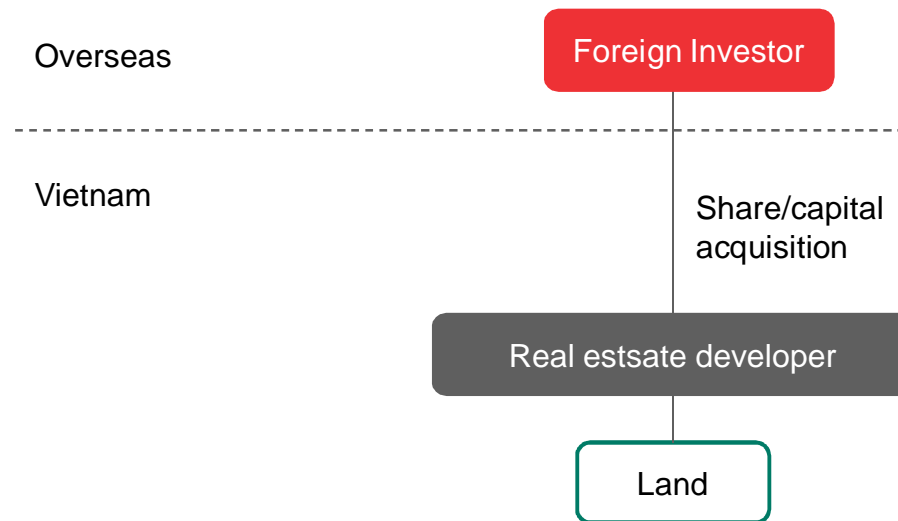 Overseas
Foreign Investor
Vietnam
Share/capital
acquisition
Real estsate developer
Land